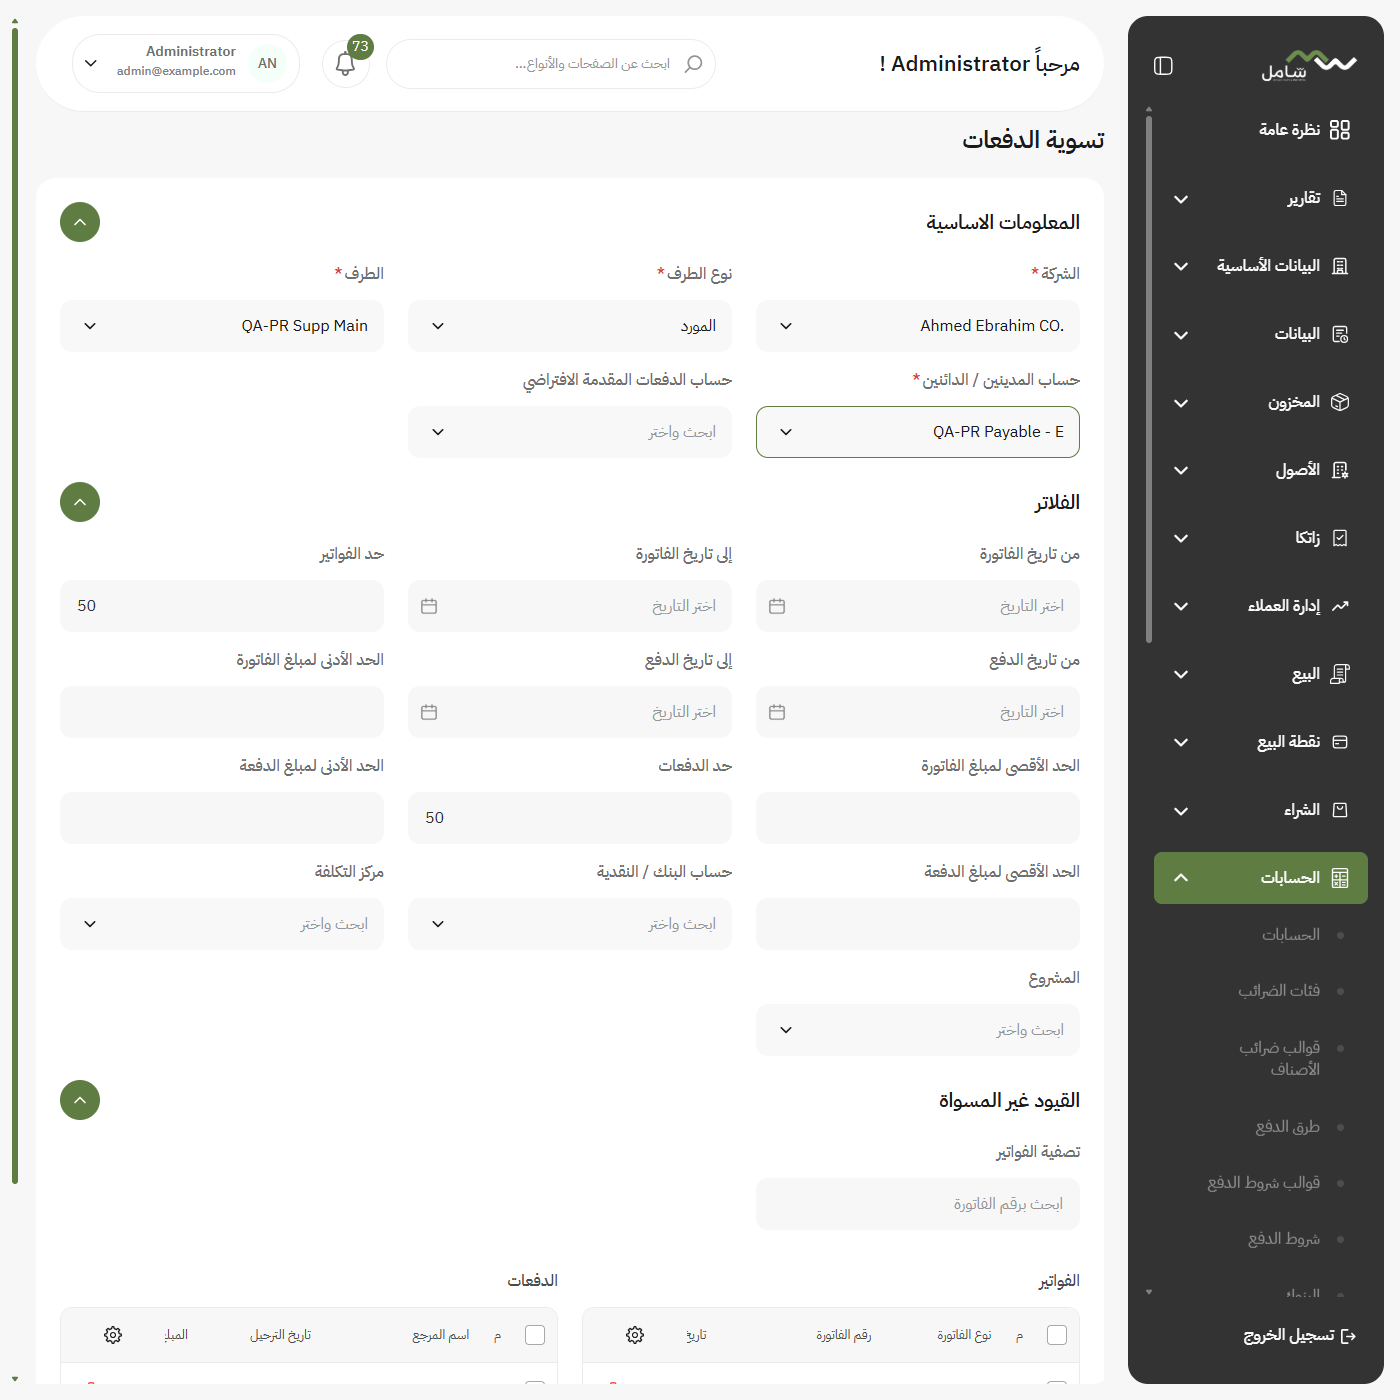 شامل
نظرة عامة
تقارير
البيانات الأساسية
البيانات
المخزون
الأصول
زاتكا
إدارة العملاء
البيع
نقطة البيع
الشراء
الحسابات
الحسابات
فئات الضرائب
قوالب ضرائب
الأصناف
طرق الدفع
قوالب شروط الدفع
شروط الدفع
البنوك
تسجيل الخروج
مرحباً Administrator !
ابحث عن الصفحات والأنواع...
73
AN
Administrator
admin@example.com
تسوية الدفعات
المعلومات الاساسية
الشركة *
نوع الطرف *
الطرف *
Ahmed Ebrahim CO.
المورد
QA-PR Supp Main
حساب المدينين / الدائنين *
حساب الدفعات المقدمة الافتراضي
QA-PR Payable - E
ابحث واختر
الفلاتر
من تاريخ الفاتورة
إلى تاريخ الفاتورة
حد الفواتير
اختر التاريخ
اختر التاريخ
50
من تاريخ الدفع
إلى تاريخ الدفع
الحد الأدنى لمبلغ الفاتورة
اختر التاريخ
اختر التاريخ
الحد الأقصى لمبلغ الفاتورة
حد الدفعات
الحد الأدنى لمبلغ الدفعة
50
الحد الأقصى لمبلغ الدفعة
حساب البنك / النقدية
مركز التكلفة
ابحث واختر
ابحث واختر
المشروع
ابحث واختر
القيود غير المسواة
تصفية الفواتير
ابحث برقم الفاتورة
الفواتير
الدفعات
م
نوع الفاتورة
رقم الفاتورة
تاريخ
م
اسم المرجع
تاريخ الترحيل
المبلغ